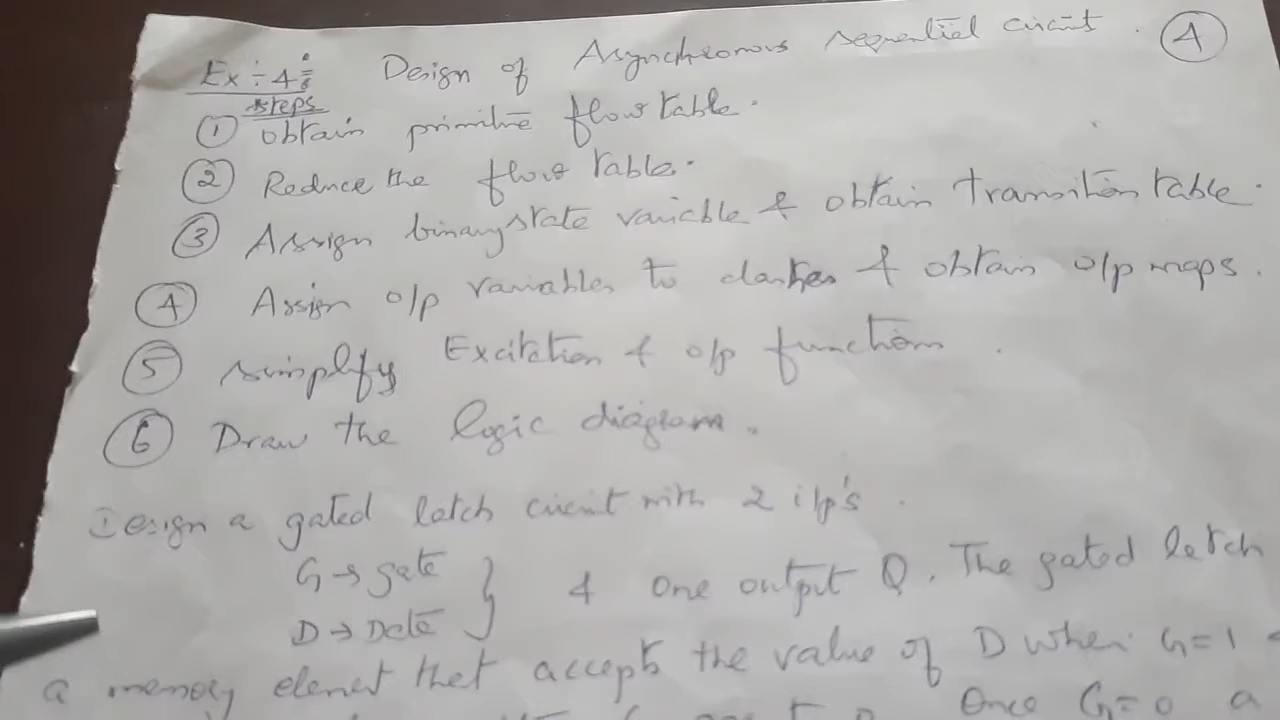 Ex ÷ 4 Design of Asynchronous sequential circuit. 4
steps
① obtain primitive flow table.
② Reduce the flow table.
③ Assign binary state variable & obtain transition table.
④ Assign o/p variables to dashes & obtain o/p maps.
⑤ simplify Excitation & o/p function.
⑥ Draw the logic diagram.
Design a gated latch circuit with 2 i/p's.
G → gate
D → Data } & one output Q. The gated latch
a memory element that accepts the value of D when G=1
Once G=0 a